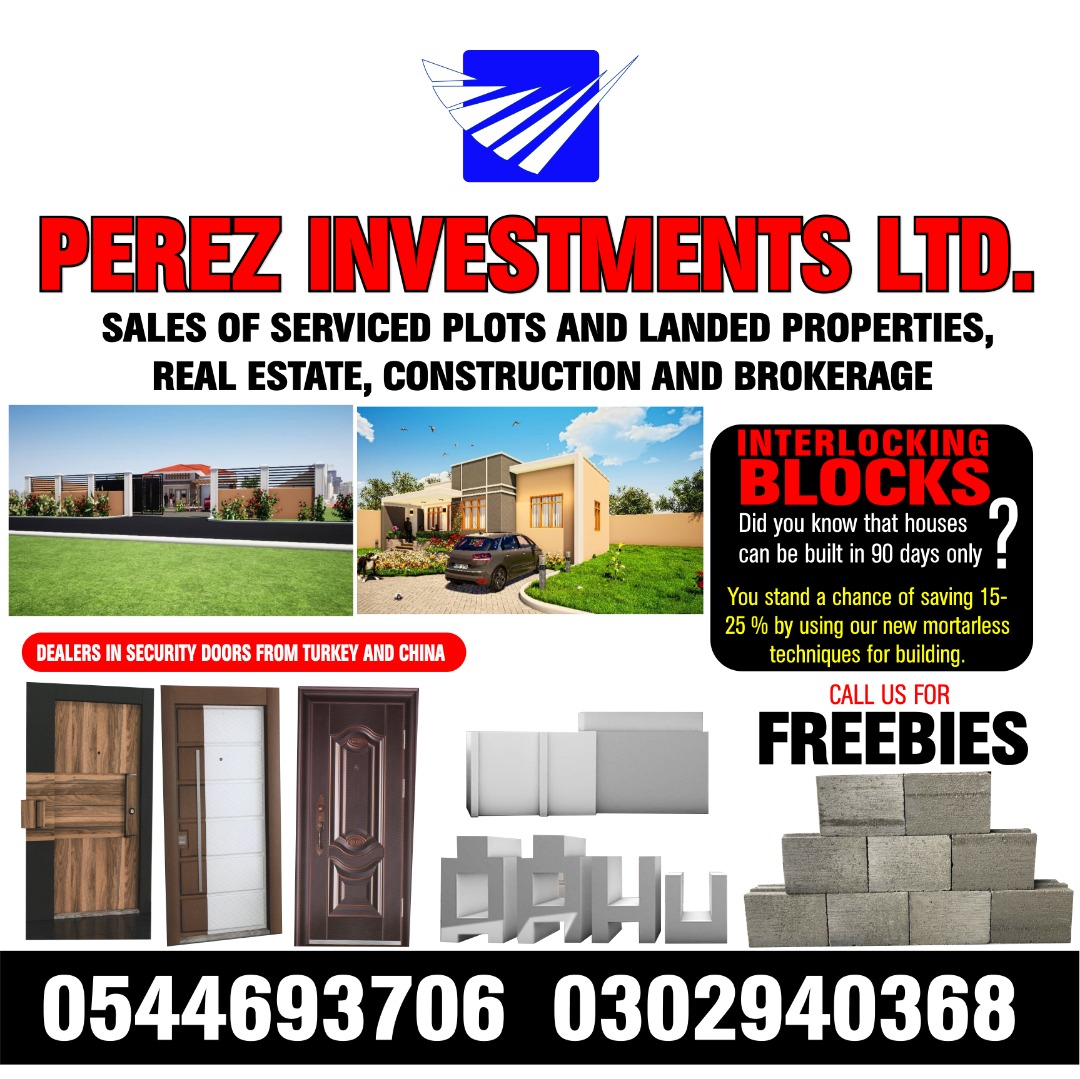 PEREZ INVESTMENTS LTD.
SALES OF SERVICED PLOTS AND LANDED PROPERTIES,
REAL ESTATE, CONSTRUCTION AND BROKERAGE
INTERLOCKING
BLOCKS
Did you know that houses
can be built in 90 days only ?
You stand a chance of saving 15-
25 % by using our new mortarless
techniques for building.
DEALERS IN SECURITY DOORS FROM TURKEY AND CHINA
CALL US FOR
FREEBIES
0544693706 0302940368